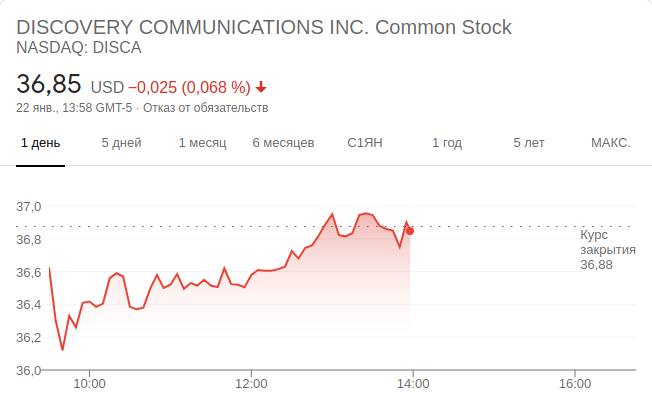 DISCOVERY COMMUNICATIONS INC. Common Stock
NASDAQ: DISCA
36,85 USD −0,025 (0,068 %)
22 янв., 13:58 GMT-5 · Отказ от обязательств
1 день 5 дней 1 месяц 6 месяцев С1ЯН 1 год 5 лет МАКС.
37,0
36,8
36,6
36,4
36,2
36,0
Курс
закрытия
36,88
10:00 12:00 14:00 16:00